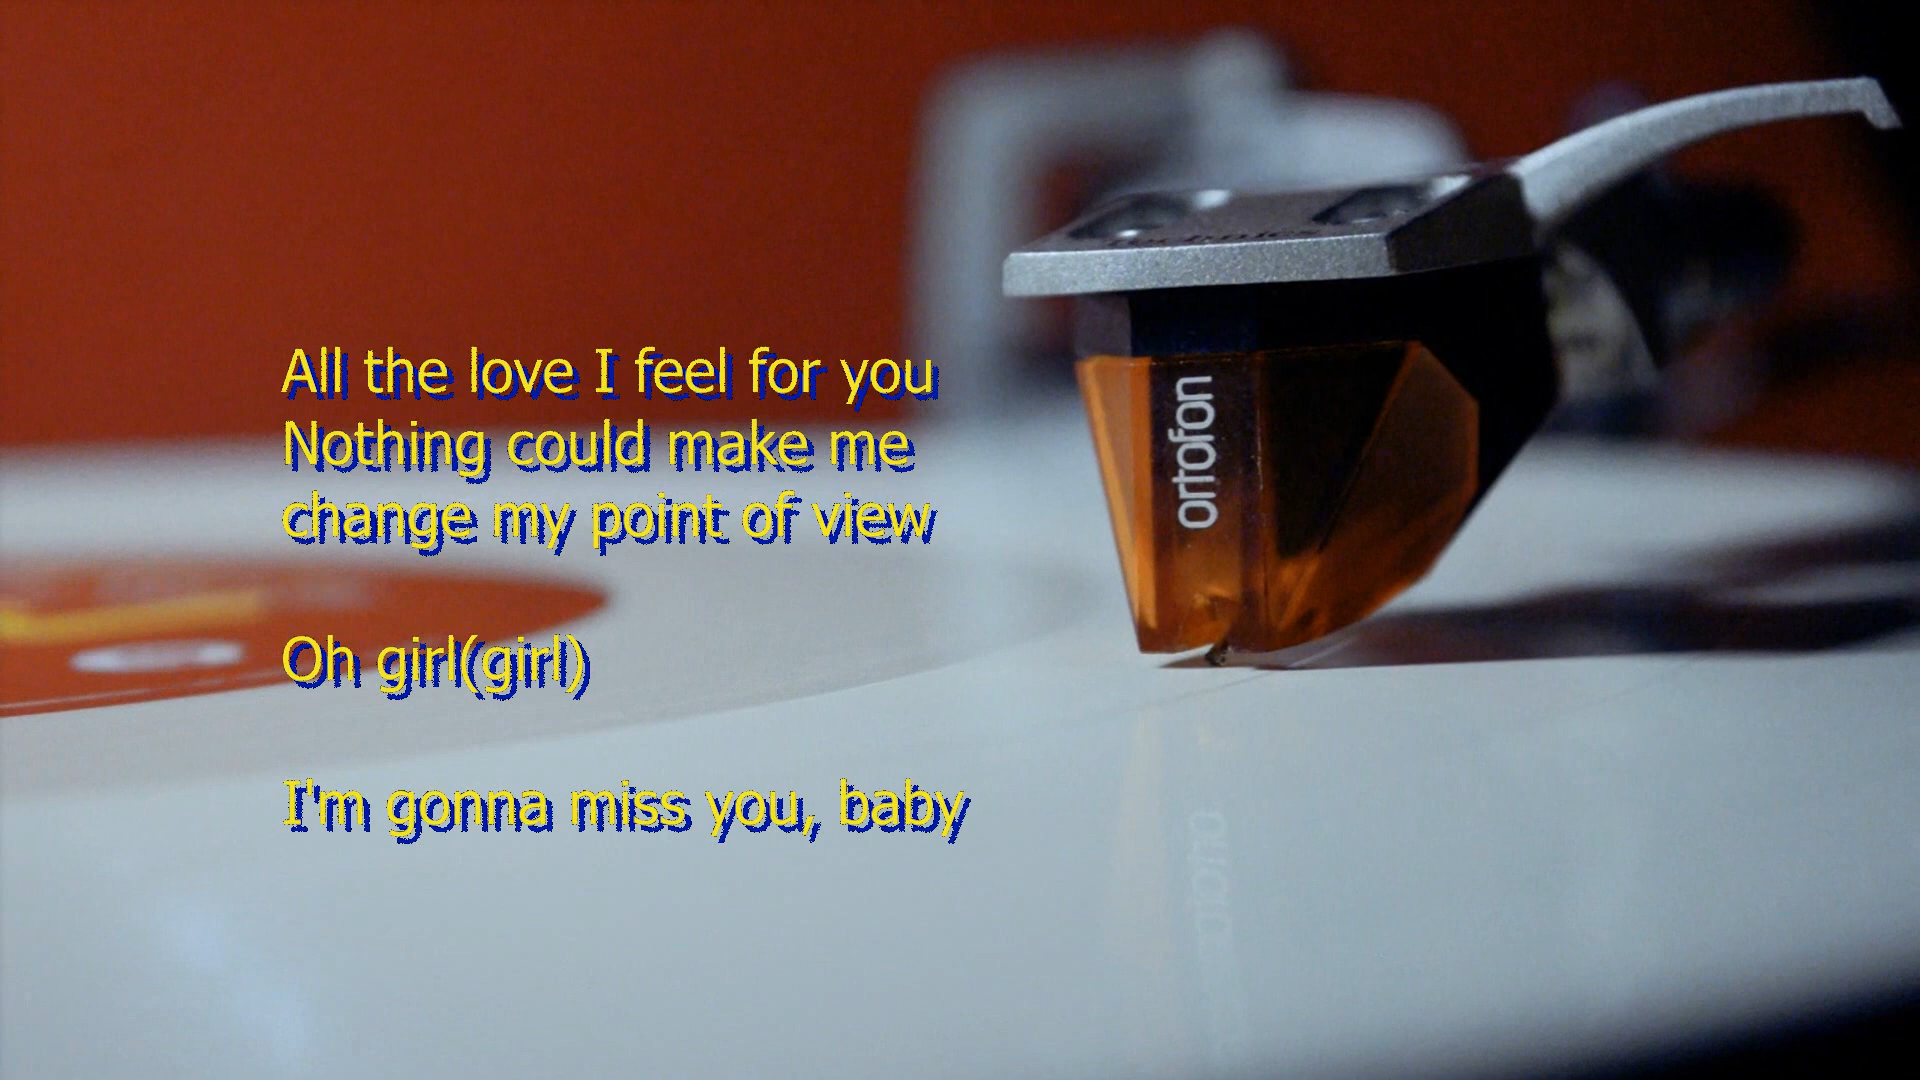 Technics
All the love I feel for you
Nothing could make me
change my point of view
ortofon
Oh girl(girl)
I'm gonna miss you, baby